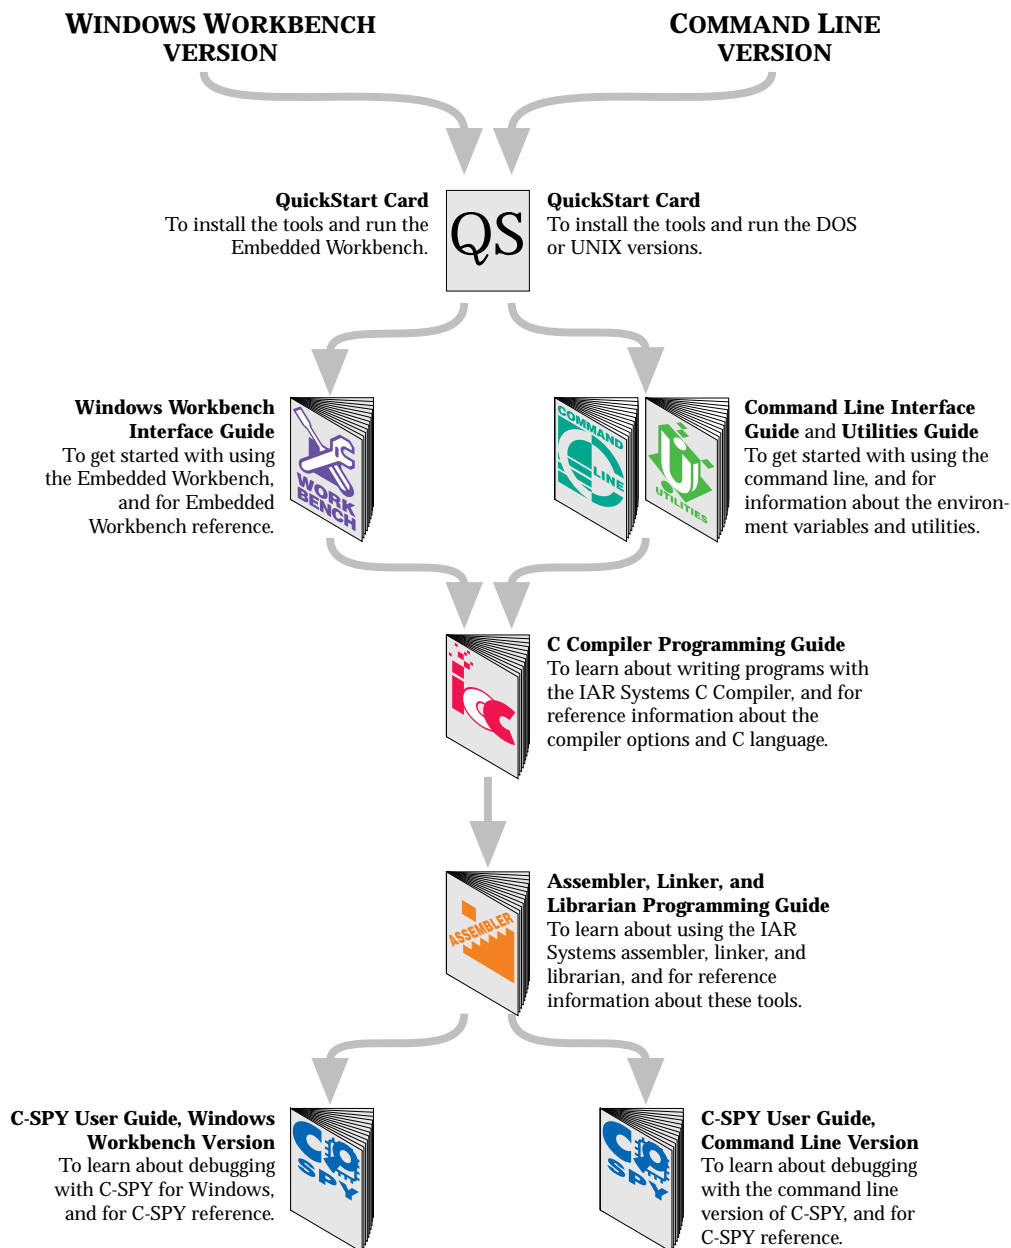 WINDOWS WORKBENCH
VERSION
COMMAND LINE
VERSION
QuickStart Card
To install the tools and run the
Embedded Workbench.
QS
QuickStart Card
To install the tools and run the DOS
or UNIX versions.
Windows Workbench
Interface Guide
To get started with using
the Embedded Workbench,
and for Embedded
Workbench reference.
WORK
BENCH
COMMAND
LINE
UTILITIES
Command Line Interface
Guide and Utilities Guide
To get started with using the
command line, and for
information about the environ-
ment variables and utilities.
icc
C Compiler Programming Guide
To learn about writing programs with
the IAR Systems C Compiler, and for
reference information about the
compiler options and C language.
ASSEMBLER
Assembler, Linker, and
Librarian Programming Guide
To learn about using the IAR
Systems assembler, linker, and
librarian, and for reference
information about these tools.
C-SPY User Guide, Windows
Workbench Version
To learn about debugging
with C-SPY for Windows,
and for C-SPY reference.
C
SPY
C
SPY
C-SPY User Guide,
Command Line Version
To learn about debugging
with the command line
version of C-SPY, and for
C-SPY reference.